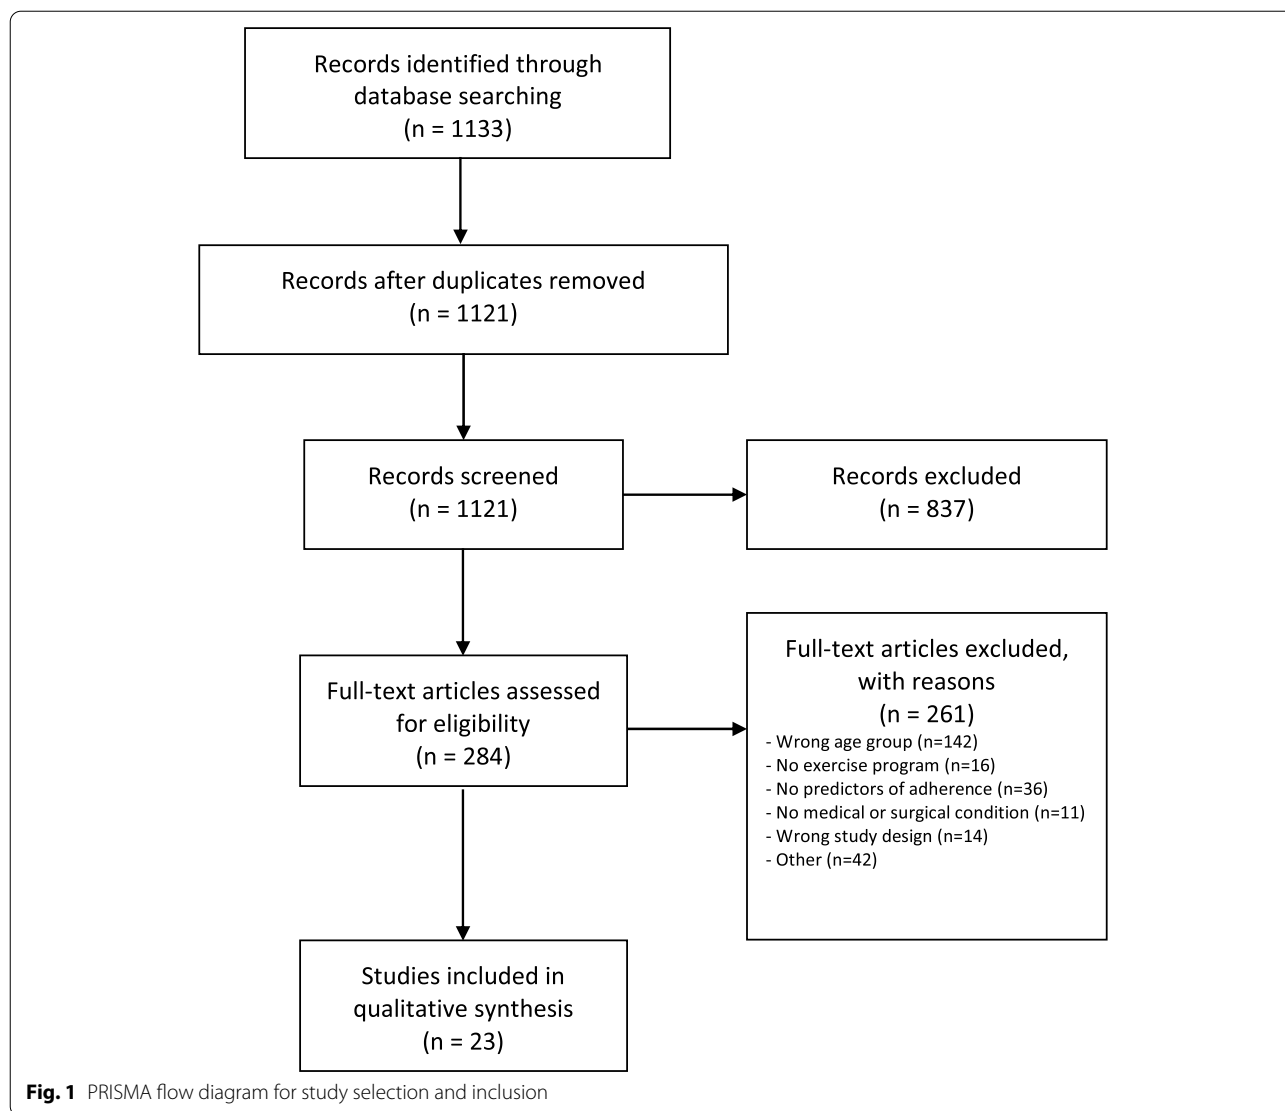 Records identified through
database searching
(n = 1133)
Records after duplicates removed
(n = 1121)
Records screened
(n = 1121)
Records excluded
(n = 837)
Full-text articles assessed
for eligibility
(n = 284)
Full-text articles excluded,
with reasons
(n = 261)
- Wrong age group (n=142)
- No exercise program (n=16)
- No predictors of adherence (n=36)
- No medical or surgical condition (n=11)
- Wrong study design (n=14)
- Other (n=42)
Studies included in
qualitative synthesis
(n = 23)
Fig. 1 PRISMA flow diagram for study selection and inclusion